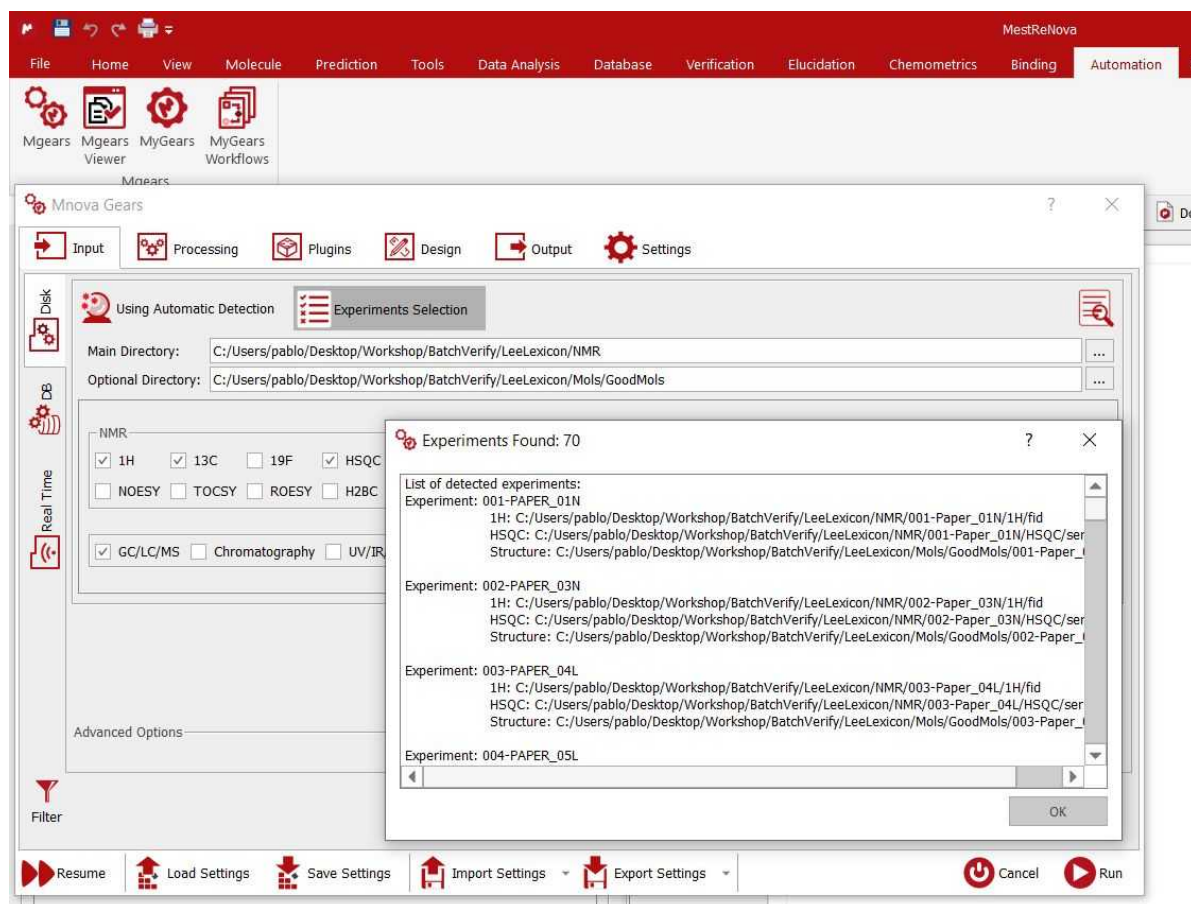 MestReNova
File Home View Molecule Prediction Tools Data Analysis Database Verification Elucidation Chemometrics Binding Automation
Mgears Mgears Viewer MyGears MyGears Workflows
Mgears
Mnova Gears ?
Input Processing Plugins Design Output Settings
Disk
DB
Real Time
Using Automatic Detection Experiments Selection
Main Directory: C:/Users/pablo/Desktop/Workshop/BatchVerify/LeeLexicon/NMR ...
Optional Directory: C:/Users/pablo/Desktop/Workshop/BatchVerify/LeeLexicon/Mols/GoodMols ...
NMR
1H 13C 19F HSQC
NOESY TOCSY ROESY H2BC
GC/LC/MS Chromatography UV/IR
Advanced Options
Filter
Experiments Found: 70 ?
List of detected experiments:
Experiment: 001-PAPER_01N
1H: C:/Users/pablo/Desktop/Workshop/BatchVerify/LeeLexicon/NMR/001-Paper_01N/1H/fid
HSQC: C:/Users/pablo/Desktop/Workshop/BatchVerify/LeeLexicon/NMR/001-Paper_01N/HSQC/ser
Structure: C:/Users/pablo/Desktop/Workshop/BatchVerify/LeeLexicon/Mols/GoodMols/001-Paper_
Experiment: 002-PAPER_03N
1H: C:/Users/pablo/Desktop/Workshop/BatchVerify/LeeLexicon/NMR/002-Paper_03N/1H/fid
HSQC: C:/Users/pablo/Desktop/Workshop/BatchVerify/LeeLexicon/NMR/002-Paper_03N/HSQC/ser
Structure: C:/Users/pablo/Desktop/Workshop/BatchVerify/LeeLexicon/Mols/GoodMols/002-Paper_
Experiment: 003-PAPER_04L
1H: C:/Users/pablo/Desktop/Workshop/BatchVerify/LeeLexicon/NMR/003-Paper_04L/1H/fid
HSQC: C:/Users/pablo/Desktop/Workshop/BatchVerify/LeeLexicon/NMR/003-Paper_04L/HSQC/ser
Structure: C:/Users/pablo/Desktop/Workshop/BatchVerify/LeeLexicon/Mols/GoodMols/003-Paper_
Experiment: 004-PAPER_05L
OK
Resume Load Settings Save Settings Import Settings Export Settings Cancel Run